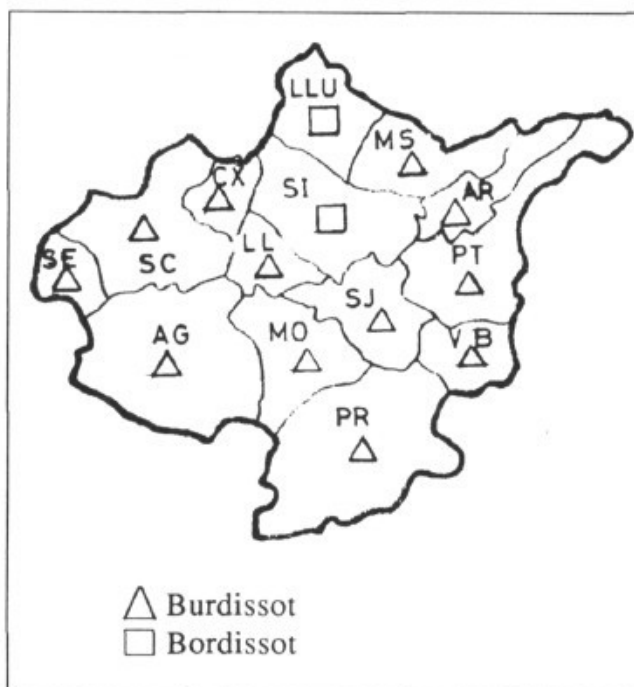 LLU
MS
CX
SI
AR
LL
SE
SC
PT
SJ
AG
MO
VB
PR
Burdissot
Bordissot